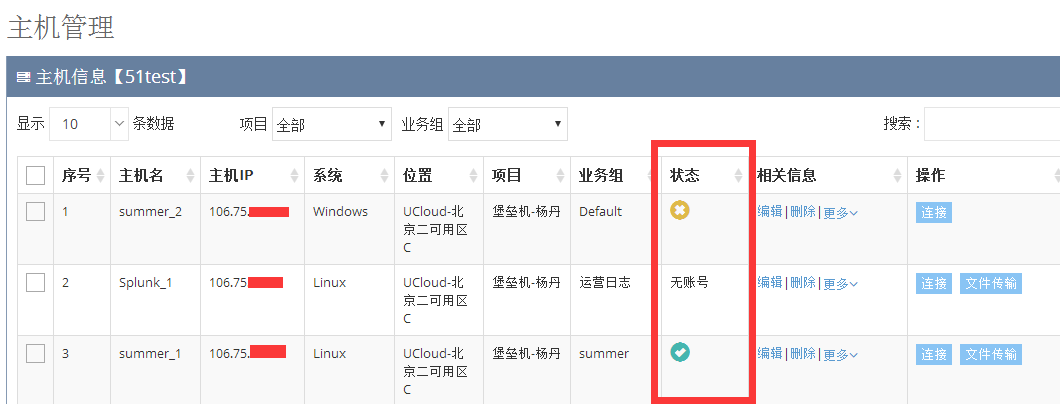 主机管理
主机信息【51test】
显示 10 条数据 项目 全部 业务组 全部 搜索：
序号 主机名 主机IP 系统 位置 项目 业务组 状态 相关信息 操作
1 summer_2 106.75. Windows UCloud-北京二可用区C 堡垒机-杨丹 Default 编辑|删除|更多 连接
2 Splunk_1 106.75. Linux UCloud-北京二可用区C 堡垒机-杨丹 运营日志 无账号 编辑|删除|更多 连接 文件传输
3 summer_1 106.75. Linux UCloud-北京二可用区C 堡垒机-杨丹 summer 编辑|删除|更多 连接 文件传输